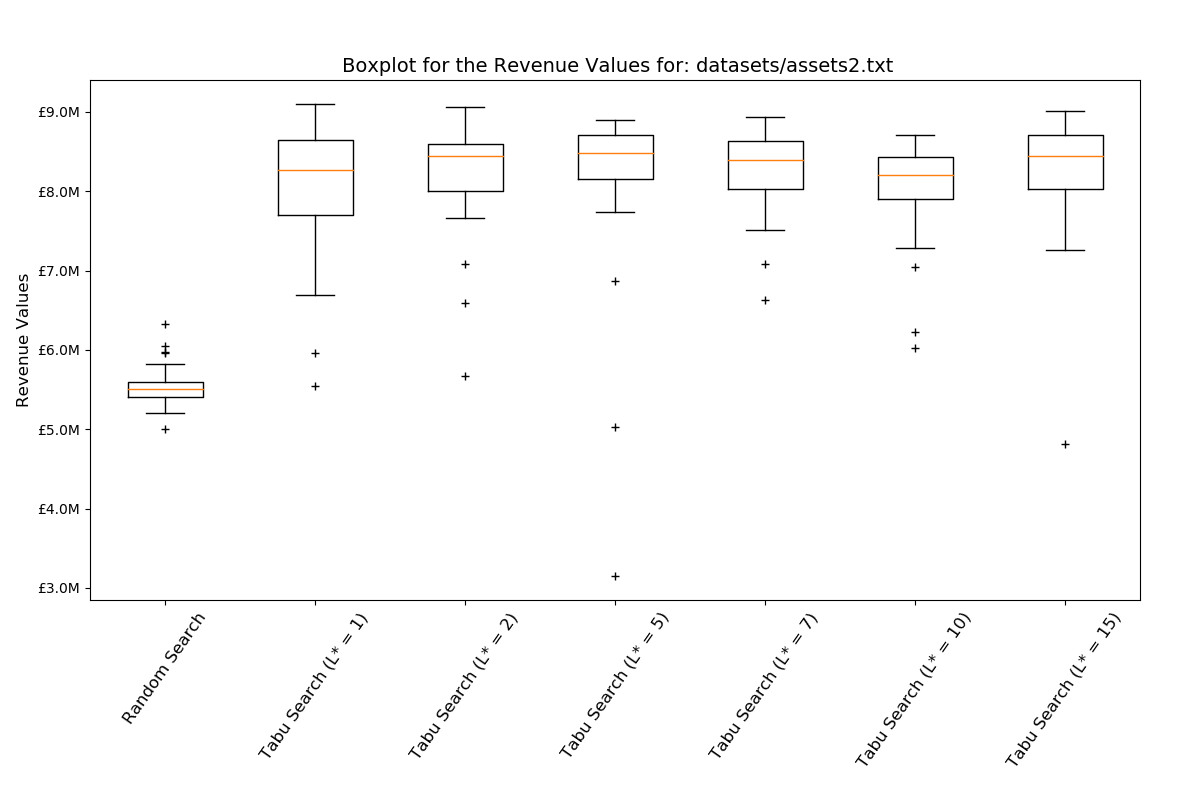 Boxplot for the Revenue Values for: datasets/assets2.txt
£9.0M
£8.0M
£7.0M
£6.0M
£5.0M
£4.0M
£3.0M
Revenue Values
Random Search
Tabu Search (L* = 1)
Tabu Search (L* = 2)
Tabu Search (L* = 5)
Tabu Search (L* = 7)
Tabu Search (L* = 10)
Tabu Search (L* = 15)